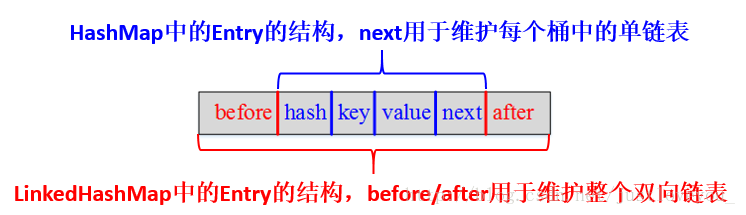 HashMap中的Entry的结构，next用于维护每个桶中的单链表
before hash key value next after
LinkedHashMap中的Entry的结构，before/after用于维护整个双向链表